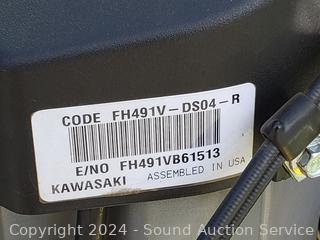 CODE FH491V-DS04-R
E/NO FH491VB61513
KAWASAKI ASSEMBLED IN USA
Copyright 2024 - Sound Auction Service